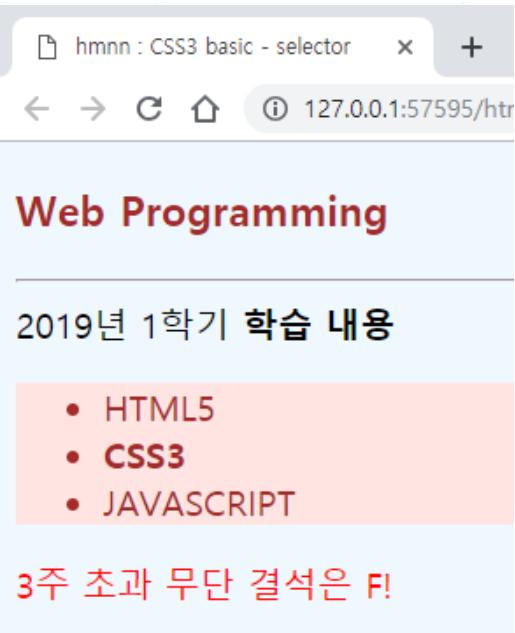 hmnn : CSS3 basic - selector
127.0.0.1:57595/htm
Web Programming
2019년 1학기 학습 내용
HTML5
CSS3
JAVASCRIPT
3주 초과 무단 결석은 F!